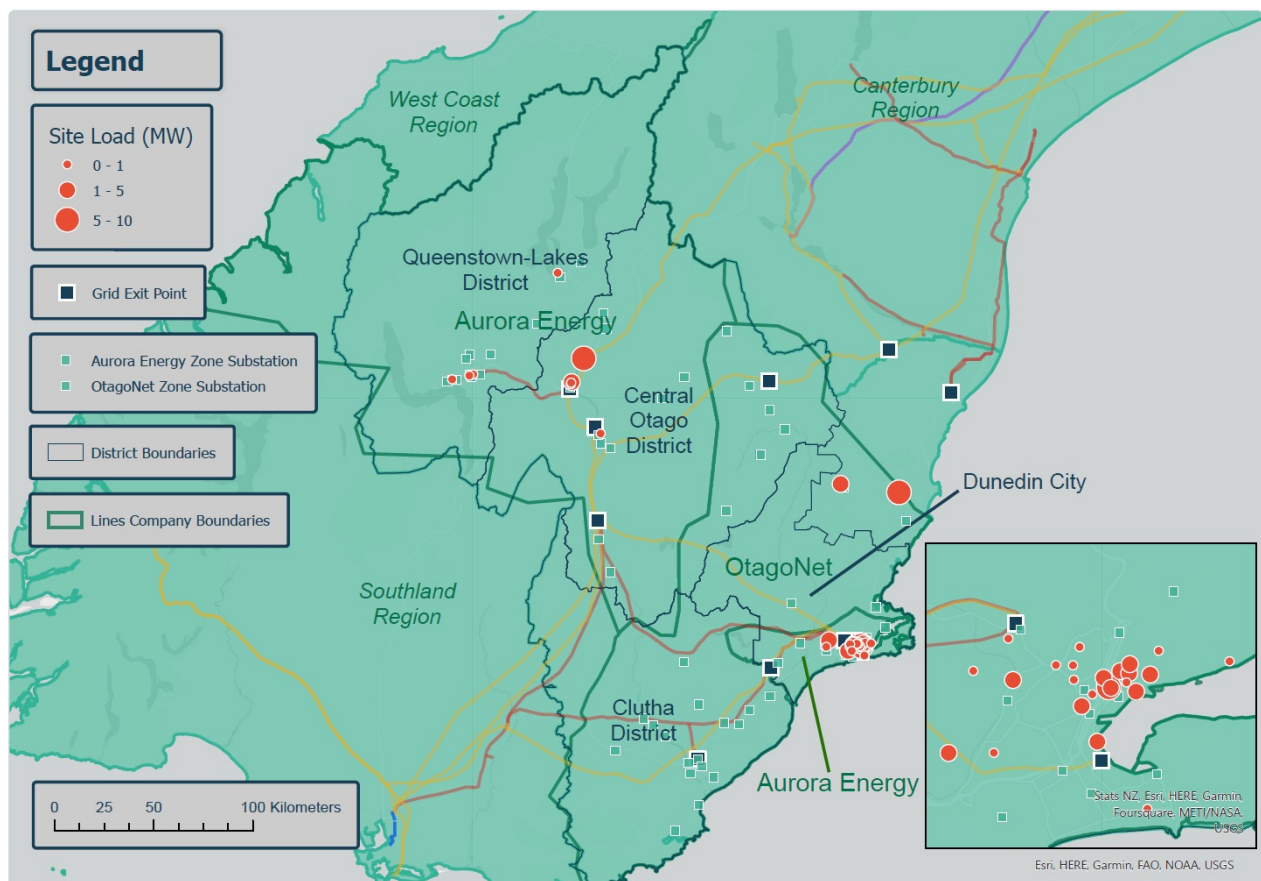 Legend
Site Load (MW)
0 - 1
1 - 5
5 - 10
Grid Exit Point
Aurora Energy Zone Substation
OtagoNet Zone Substation
District Boundaries
Lines Company Boundaries
0 25 50 100 Kilometers
West Coast
Region
Canterbury
Region
Queenstown-Lakes
District
Aurora Energy
Central
Otago
District
Dunedin City
OtagoNet
Southland
Region
Clutha
District
Aurora Energy
Stats NZ, Esri, HERE, Garmin,
Foursquare, METI/NASA,
USGS
Esri, HERE, Garmin, FAO, NOAA, USGS